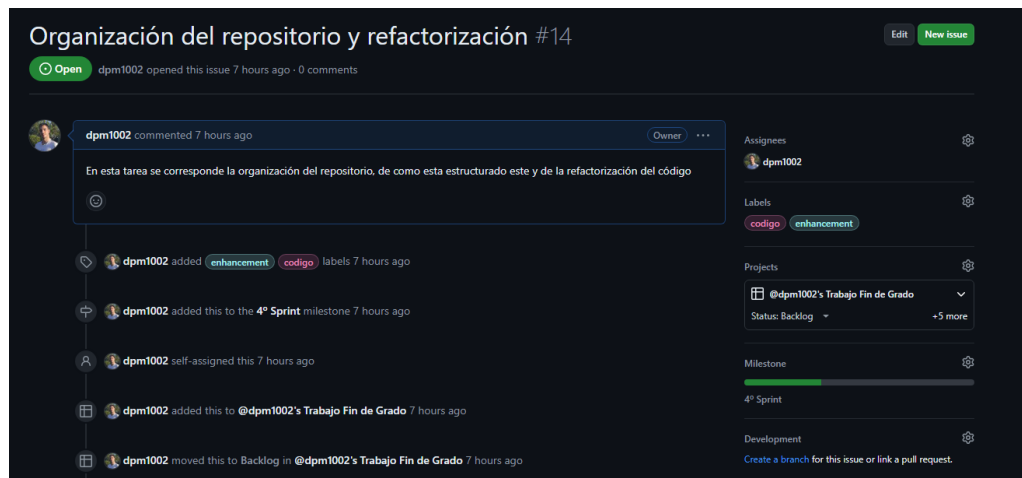 Organización del repositorio y refactorización #14
Edit
New issue
Open
dpm1002 opened this issue 7 hours ago · 0 comments
dpm1002 commented 7 hours ago
Owner
En esta tarea se corresponde la organización del repositorio, de como esta estructurado este y de la refactorización del código
dpm1002 added enhancement codigo labels 7 hours ago
dpm1002 added this to the 4º Sprint milestone 7 hours ago
dpm1002 self-assigned this 7 hours ago
dpm1002 added this to @dpm1002's Trabajo Fin de Grado 7 hours ago
dpm1002 moved this to Backlog in @dpm1002's Trabajo Fin de Grado 7 hours ago
Assignees
dpm1002
Labels
codigo enhancement
Projects
@dpm1002's Trabajo Fin de Grado
Status: Backlog +5 more
Milestone
4º Sprint
Development
Create a branch for this issue or link a pull request.